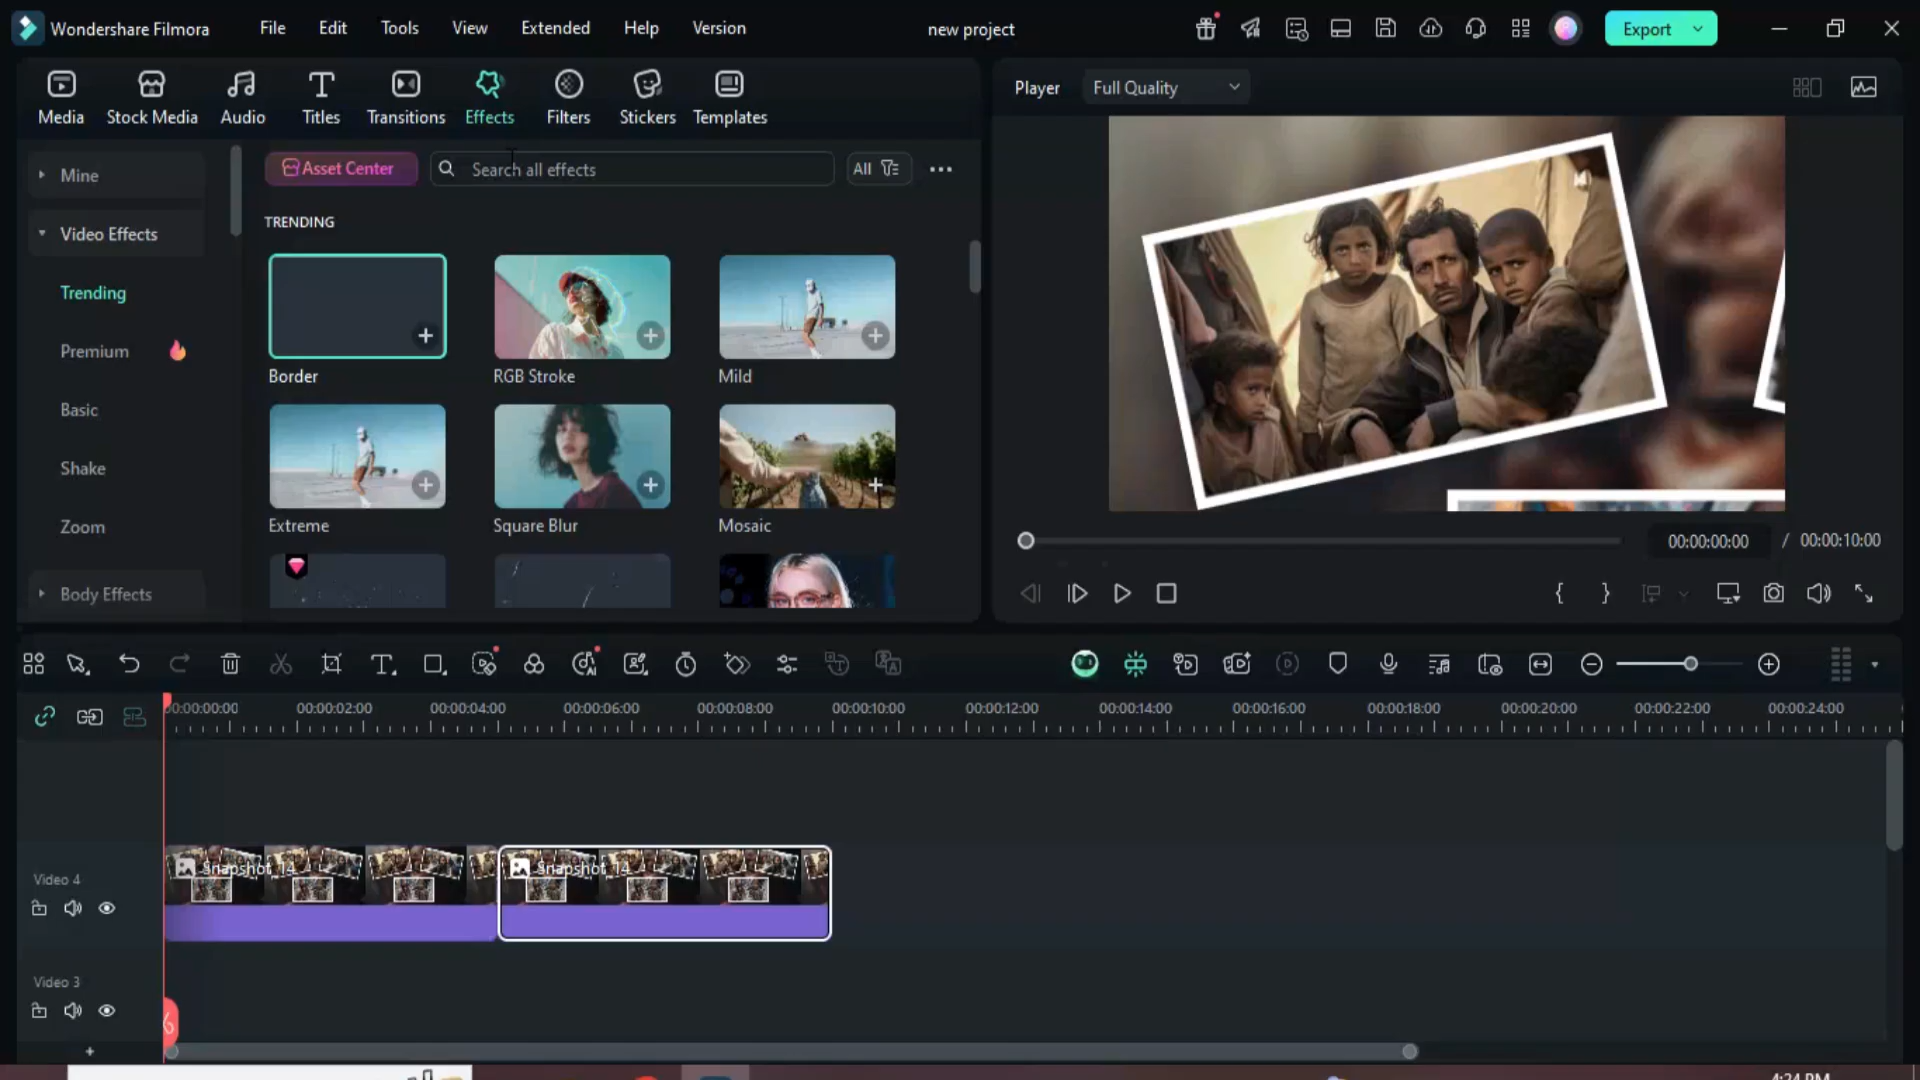 Wondershare Filmora
File Edit Tools View Extended Help Version
new project
Export
Media Stock Media Audio Titles Transitions Effects Filters Stickers Templates
Player Full Quality
Mine
Video Effects
Trending
Premium
Basic
Shake
Zoom
Body Effects
Asset Center
Search all effects
All
TRENDING
Border RGB Stroke Mild
Extreme Square Blur Mosaic
00:00:00:00 / 00:00:10:00
00:00:00:00 00:00:02:00 00:00:04:00 00:00:06:00 00:00:08:00 00:00:10:00 00:00:12:00 00:00:14:00 00:00:16:00 00:00:18:00 00:00:20:00 00:00:22:00 00:00:24:00
Video 4
Snapshot_14 Snapshot_14
Video 3
4:24 PM